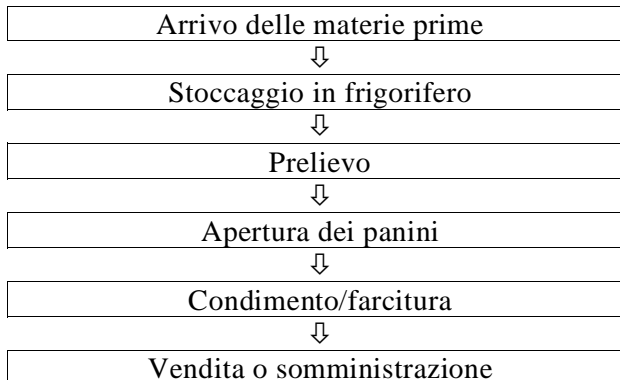 Arrivo delle materie prime
⇩
Stoccaggio in frigorifero
⇩
Prelievo
⇩
Apertura dei panini
⇩
Condimento/farcitura
⇩
Vendita o somministrazione